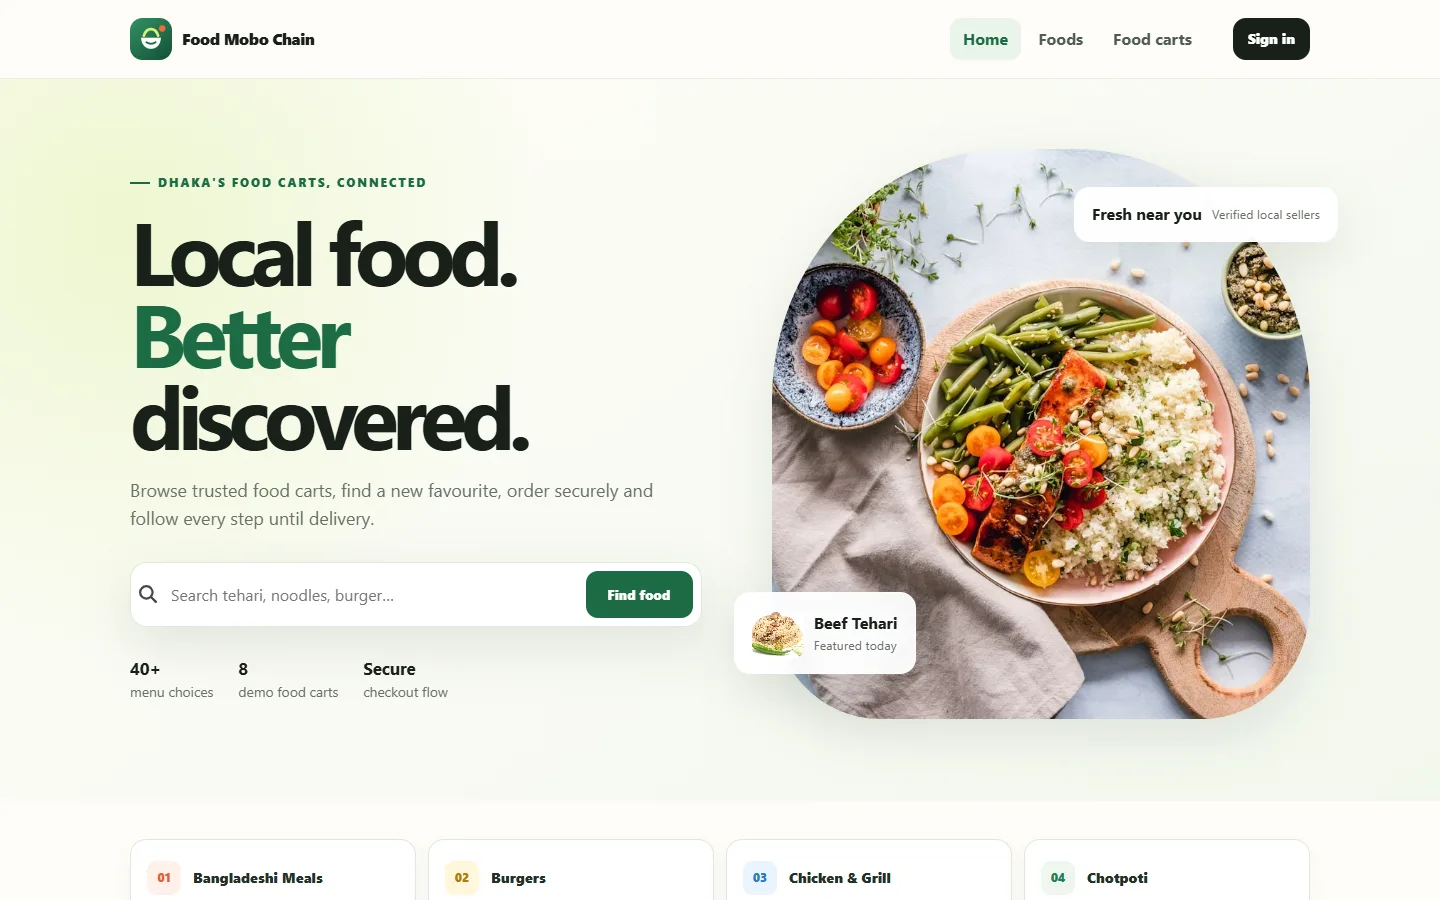 Food Mobo Chain
Home
Foods
Food carts
Sign in
DHAKA'S FOOD CARTS, CONNECTED
Local food.
Better
discovered.
Browse trusted food carts, find a new favourite, order securely and
follow every step until delivery.
Search tehari, noodles, burger...
Find food
40+
menu choices
8
demo food carts
Secure
checkout flow
Fresh near you Verified local sellers
Beef Tehari
Featured today
01 Bangladeshi Meals
02 Burgers
03 Chicken & Grill
04 Chotpoti